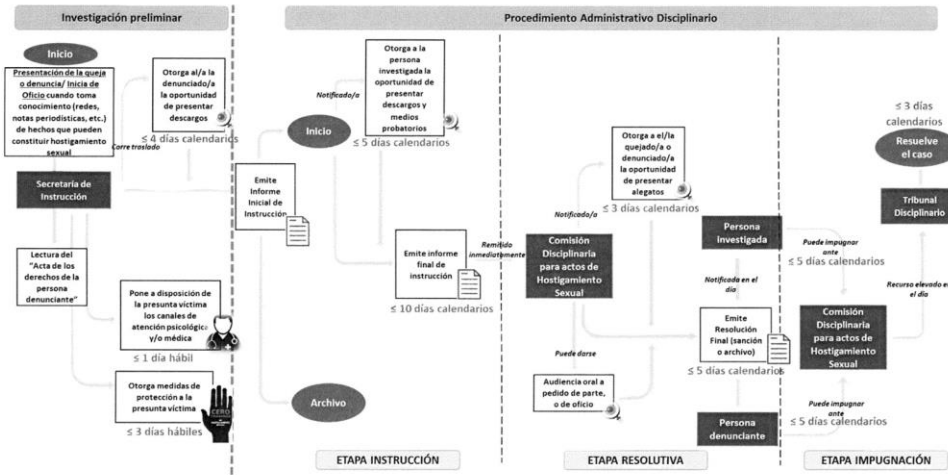 Investigación preliminar
Procedimiento Administrativo Disciplinario
Inicio
Presentación de la queja
o denuncia/ Inicia de
Oficio cuando toma
conocimiento (redes,
notas periodísticas, etc.)
de hechos que pueden
constituir hostigamiento
sexual
Otorga al/a la
denunciado/a
la oportunidad
de presentar
descargos
≤ 4 días calendarios
Corre traslado
Secretaría de
Instrucción
Lectura del
"Acta de los
derechos de la
persona
denunciante"
Pone a disposición de
la presunta víctima
los canales de
atención psicológica
y/o médica
≤ 1 día hábil
Otorga medidas de
protección a la
presunta víctima
CERO
≤ 3 días hábiles
Emite
Informe
Inicial de
Instrucción
Notificado/a
Inicio
Otorga a la
persona
investigada la
oportunidad de
presentar
descargos y
medios
probatorios
≤ 5 días calendarios
Emite informe
final de
instrucción
≤ 10 días calendarios
Archivo
ETAPA INSTRUCCIÓN
Remitido
inmediatamente
Otorga a el/la
quejado/a o
denunciado/a
la oportunidad
de presentar
alegatos
≤ 3 días calendarios
Notificado/a
Comisión
Disciplinaria
para actos de
Hostigamiento
Sexual
Puede darse
Audiencia oral a
pedido de parte,
o de oficio
Persona
investigada
Notificada en el
día
Emite
Resolución
Final (sanción
o archivo)
≤ 5 días calendarios
Persona
denunciante
ETAPA RESOLUTIVA
≤ 3 días
calendarios
Resuelve
el caso
Tribunal
Disciplinario
Puede impugnar
ante
≤ 5 días
calendarios
Recurso elevado en
el día
Comisión
Disciplinaria
para actos de
Hostigamiento
Sexual
Puede impugnar
ante
≤ 5 días
calendarios
ETAPA IMPUGNACIÓN